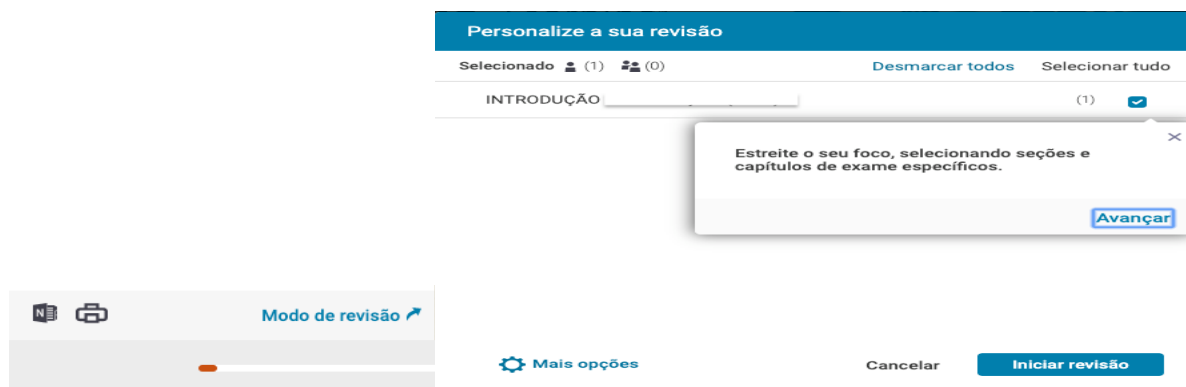 Personalize a sua revisão
Selecionado (1) (0) Desmarcar todos Selecionar tudo
INTRODUÇÃO (1)
Estreite o seu foco, selecionando seções e
capítulos de exame específicos.
Avançar
N
Modo de revisão
Mais opções Cancelar Iniciar revisão